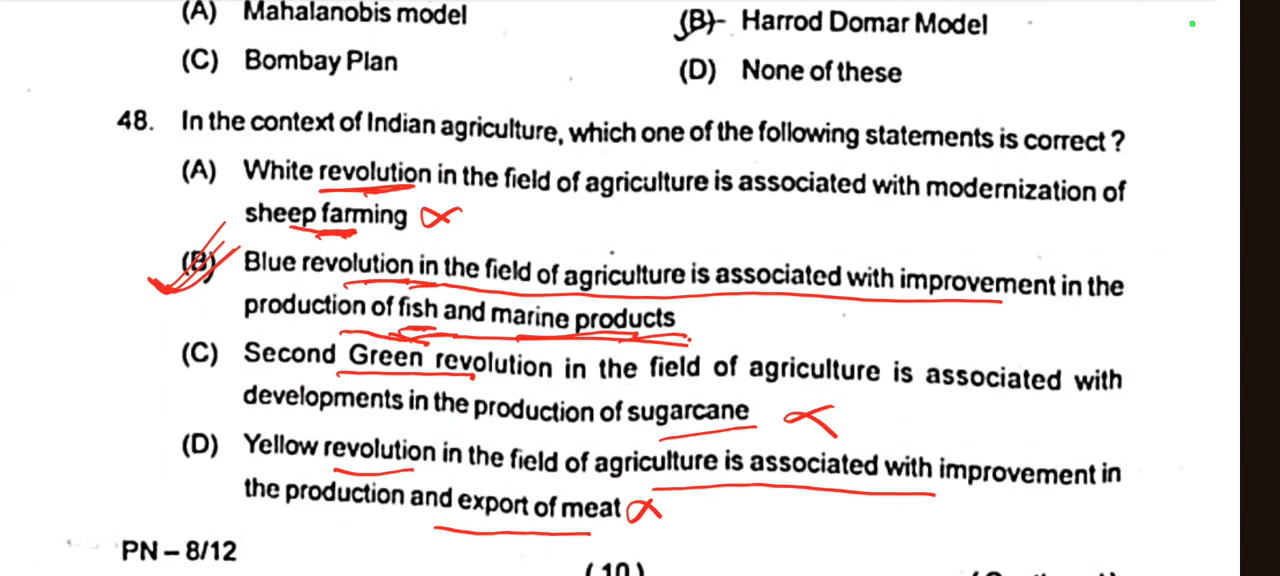 (A) Mahalanobis model (B) Harrod Domar Model
(C) Bombay Plan (D) None of these
48. In the context of Indian agriculture, which one of the following statements is correct ?
(A) White revolution in the field of agriculture is associated with modernization of
sheep farming
(B) Blue revolution in the field of agriculture is associated with improvement in the
production of fish and marine products
(C) Second Green revolution in the field of agriculture is associated with
developments in the production of sugarcane
(D) Yellow revolution in the field of agriculture is associated with improvement in
the production and export of meat
PN – 8/12
(10)